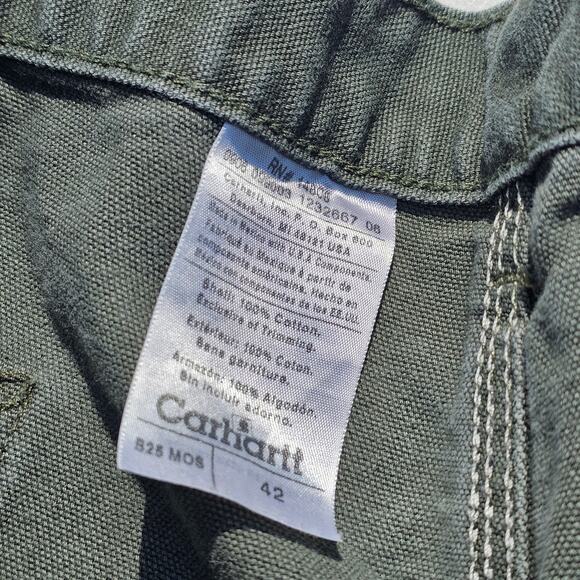 RN# 14806
1232667 06
Carhartt, Inc. P. O. Box 600
Dearborn, MI 48121 USA
Made in Mexico with U.S.A Components.
Fabriqué au Mexique à partir de
composants américains. Hecho en
México con componentes de los EE.UU.
Shell: 100% Cotton.
Exclusive of Trimming.
Extérieur: 100% Coton.
Sans garniture.
Armazón: 100% Algodón.
Sin incluir adorno.
Carhartt
B25 MOS
42